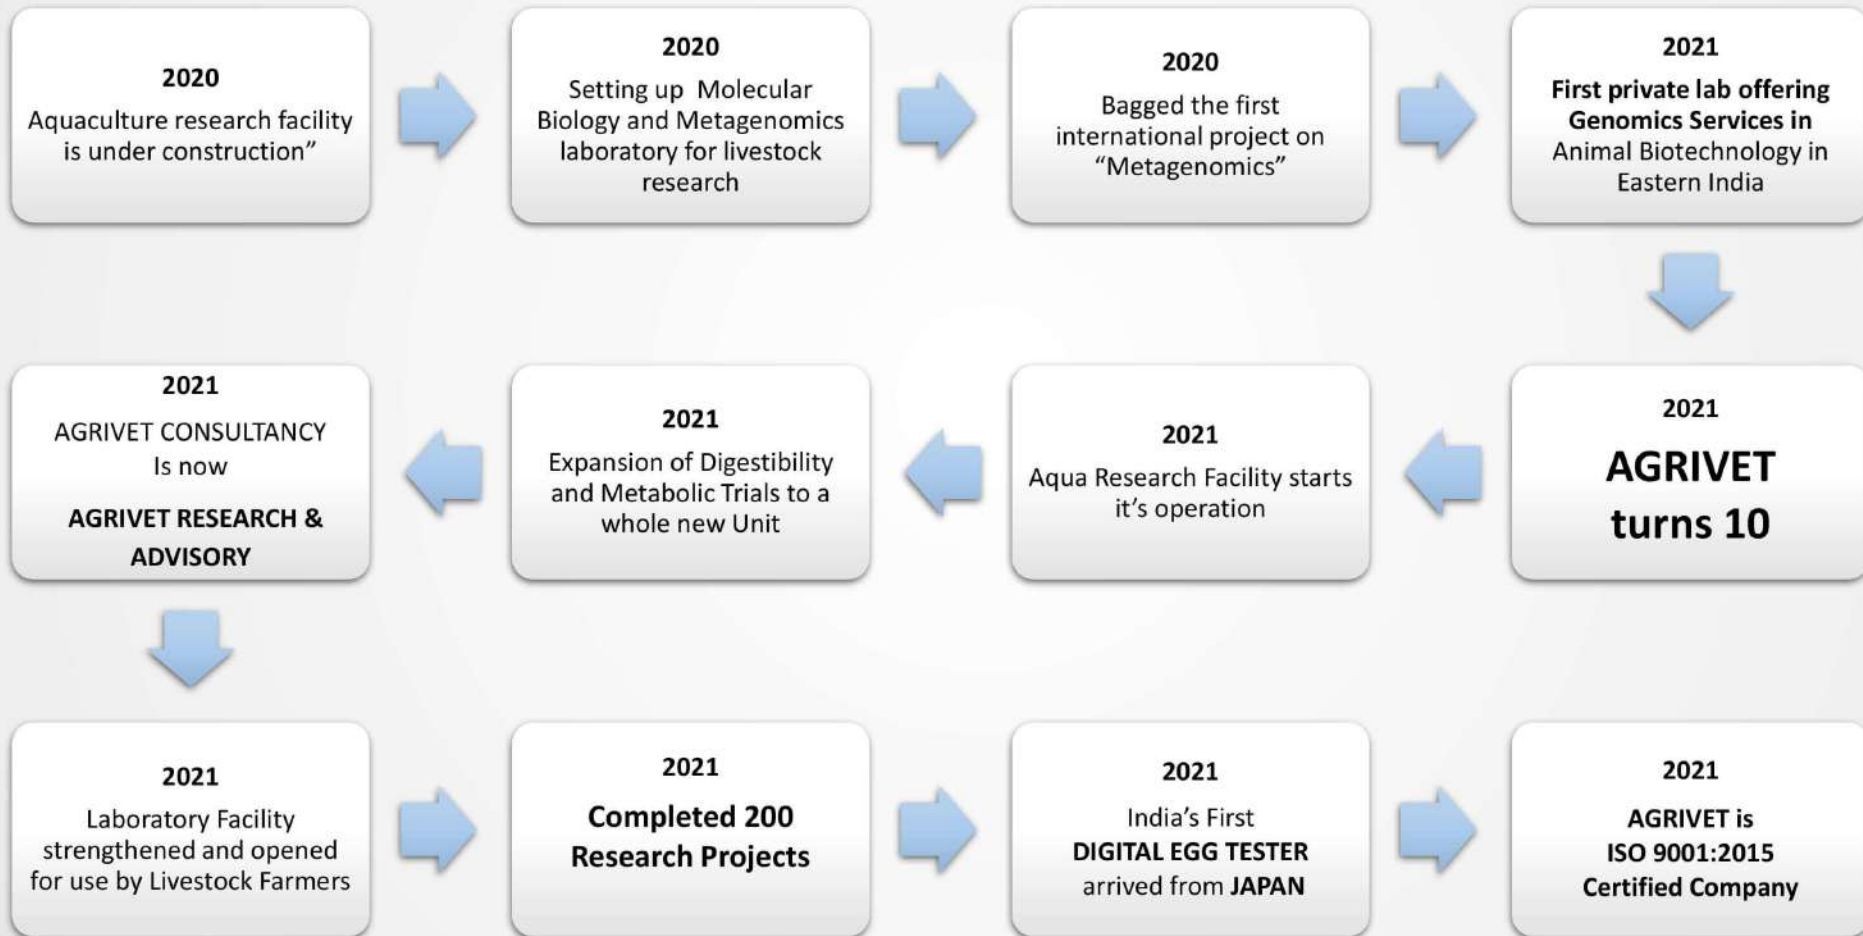 2020
Aquaculture research facility
is under construction”
2020
Setting up Molecular
Biology and Metagenomics
laboratory for livestock
research
2020
Bagged the first
international project on
“Metagenomics”
2021
First private lab offering
Genomics Services in
Animal Biotechnology in
Eastern India
2021
AGRIVET
turns 10
2021
Aqua Research Facility starts
it’s operation
2021
Expansion of Digestibility
and Metabolic Trials to a
whole new Unit
2021
AGRIVET CONSULTANCY
Is now
AGRIVET RESEARCH &
ADVISORY
2021
Laboratory Facility
strengthened and opened
for use by Livestock Farmers
2021
Completed 200
Research Projects
2021
India’s First
DIGITAL EGG TESTER
arrived from JAPAN
2021
AGRIVET is
ISO 9001:2015
Certified Company